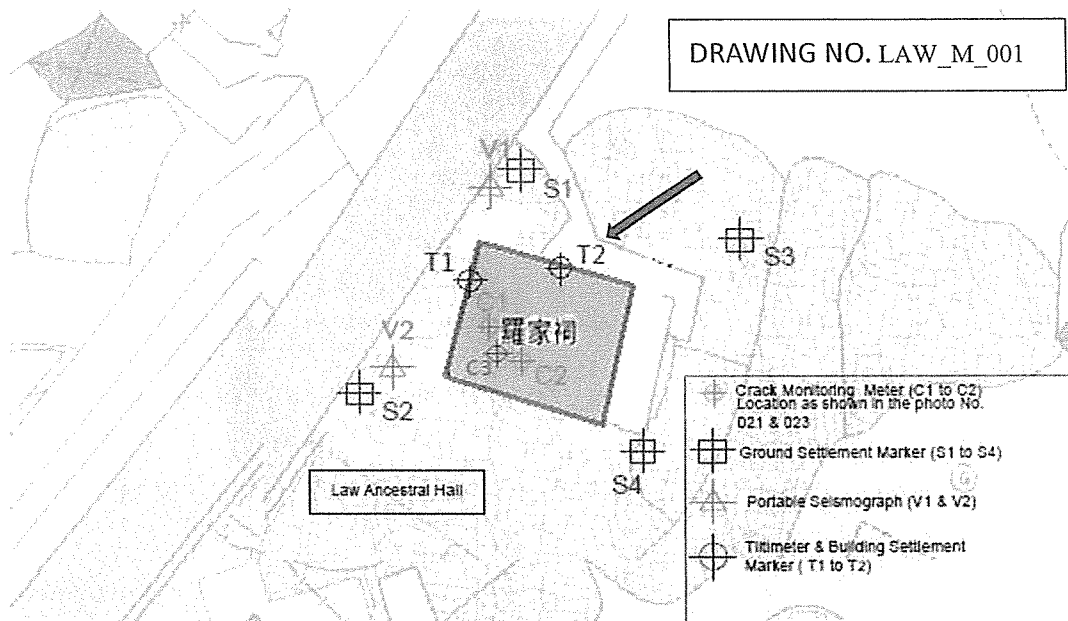 DRAWING NO. LAW_M_001
V1
S1
T1
T2
S3
C1
羅家祠
V2
C3
C2
S2
S4
Law Ancestral Hall
Crack Monitoring Meter (C1 to C2)
Location as shown in the photo No.
021 & 023
Ground Settlement Marker (S1 to S4)
Portable Seismograph (V1 & V2)
Tiltmeter & Building Settlement
Marker ( T1 to T2)